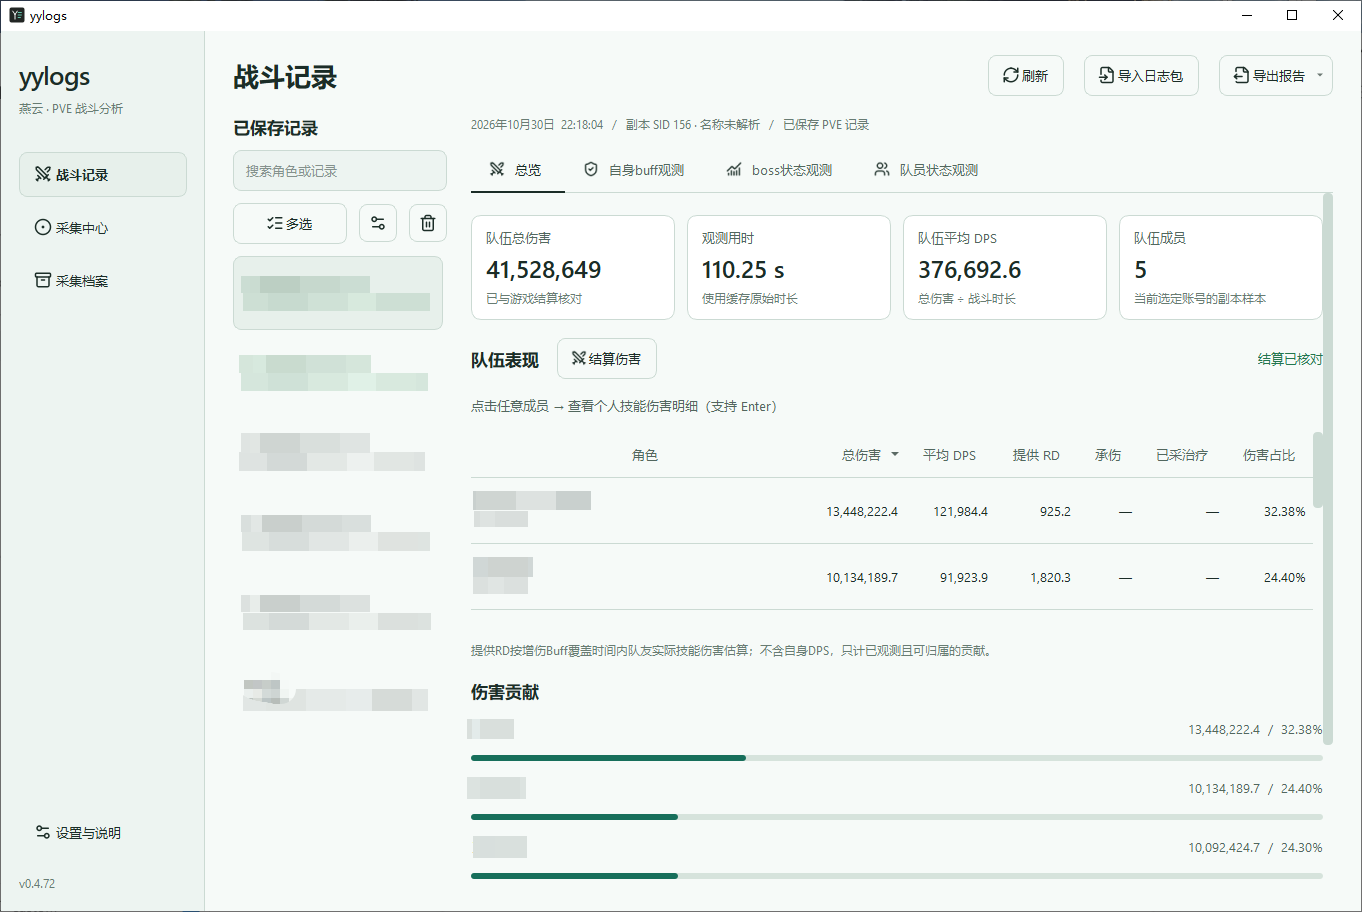 yylogs
yylogs
燕云 · PVE 战斗分析
战斗记录
采集中心
采集档案
设置与说明
v0.4.72
战斗记录
刷新
导入日志包
导出报告
已保存记录
搜索角色或记录
多选
2026年10月30日 22:18:04 / 副本 SID 156 · 名称未解析 / 已保存 PVE 记录
总览
自身buff观测
boss状态观测
队员状态观测
队伍总伤害
41,528,649
已与游戏结算核对
观测用时
110.25 s
使用缓存原始时长
队伍平均 DPS
376,692.6
总伤害 ÷ 战斗时长
队伍成员
5
当前选定账号的副本样本
队伍表现
结算伤害
结算已核对
点击任意成员 → 查看个人技能伤害明细（支持 Enter）
角色 总伤害 平均 DPS 提供 RD 承伤 已采治疗 伤害占比
13,448,222.4 121,984.4 925.2 — — 32.38%
10,134,189.7 91,923.9 1,820.3 — — 24.40%
提供RD按增伤Buff覆盖时间内队友实际技能伤害估算；不含自身DPS，只计已观测且可归属的贡献。
伤害贡献
13,448,222.4 / 32.38%
10,134,189.7 / 24.40%
10,092,424.7 / 24.30%